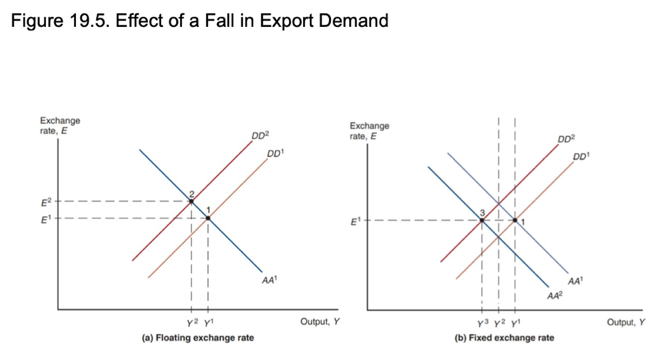 Figure 19.5. Effect of a Fall in Export Demand
Exchange
rate, E
DD²
DD¹
2
E²
1
E¹
AA¹
Y² Y¹
Output, Y
(a) Floating exchange rate
Exchange
rate, E
DD²
DD¹
3
E¹
1
AA¹
AA²
Y³ Y² Y¹
Output, Y
(b) Fixed exchange rate